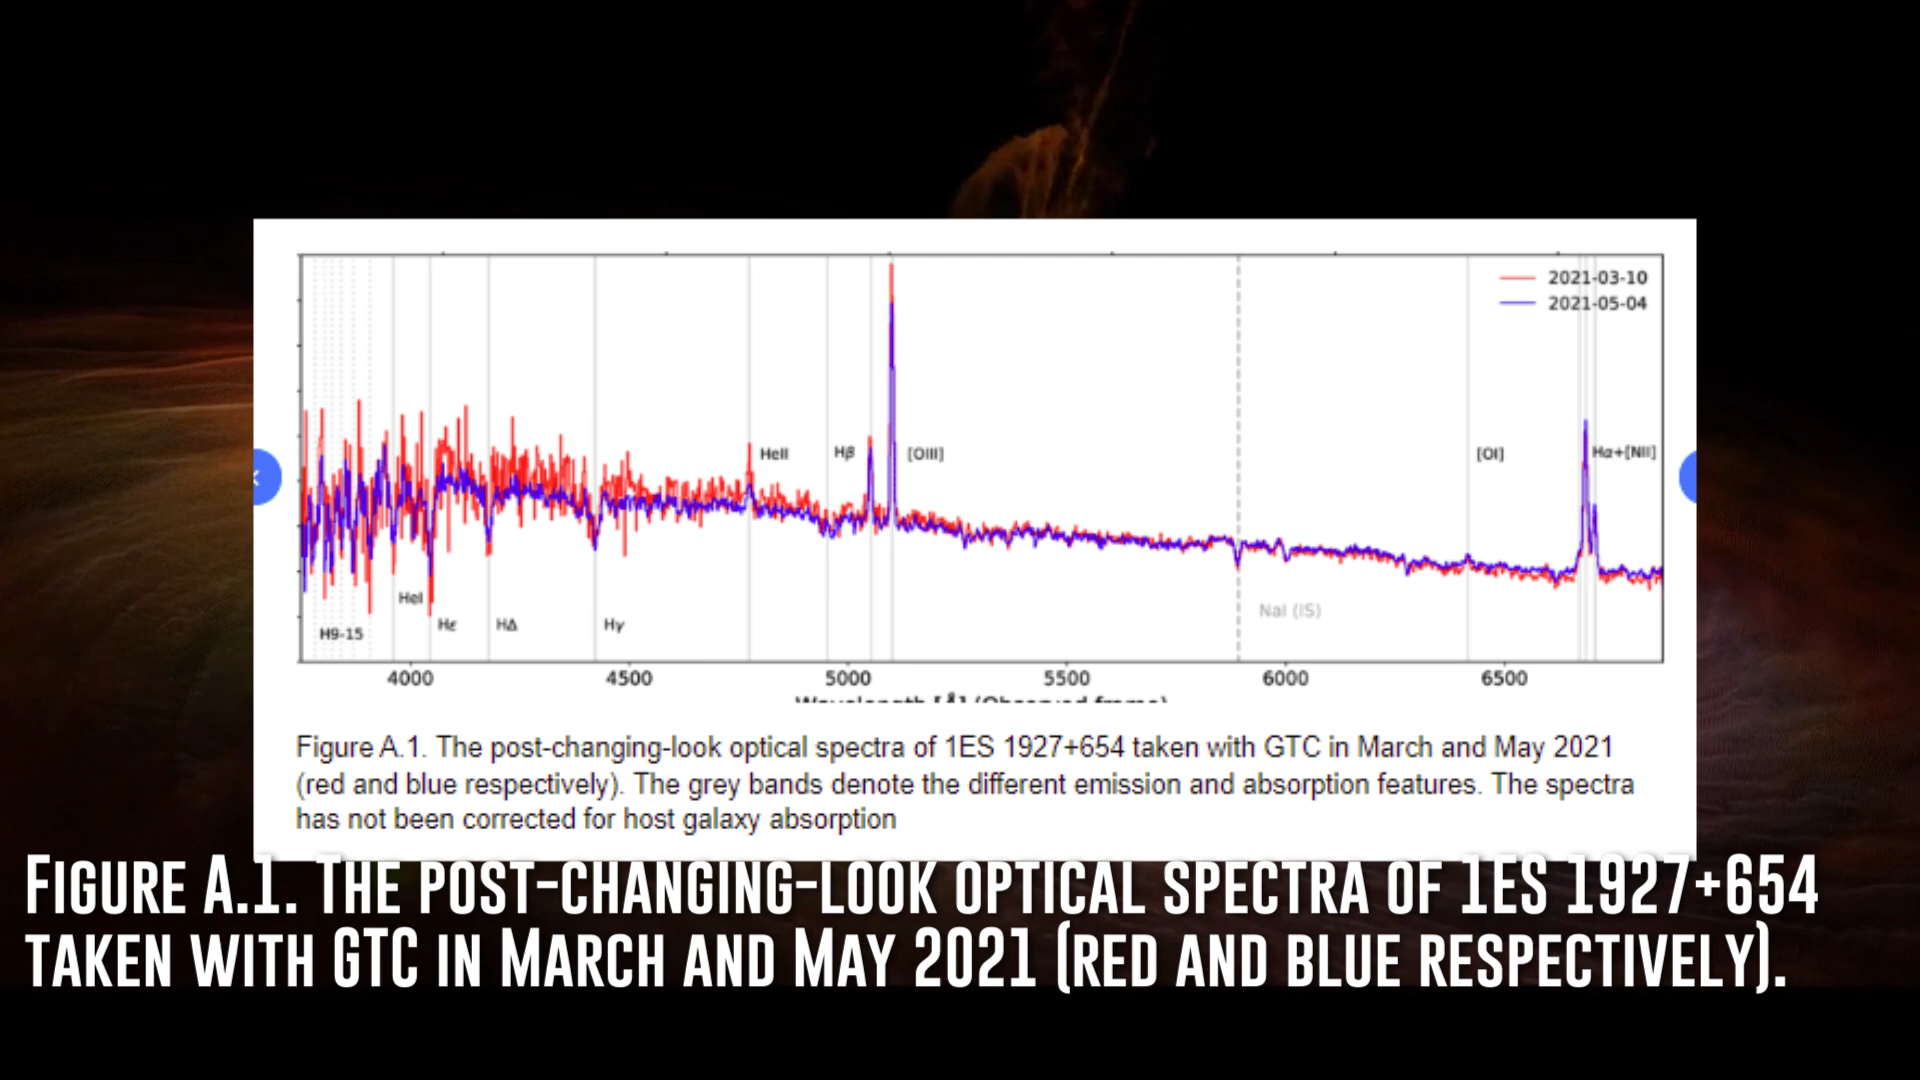 2021-03-10
2021-05-04
HeII
Hβ
[OIII]
[OI]
Hα+[NII]
HeI
NaI (IS)
H9-15
Hε
HΔ
Hγ
4000
4500
5000
5500
6000
6500
Wavelength [Å] (Observed frame)
Figure A.1. The post-changing-look optical spectra of 1ES 1927+654 taken with GTC in March and May 2021
(red and blue respectively). The grey bands denote the different emission and absorption features. The spectra
has not been corrected for host galaxy absorption
FIGURE A.1. THE POST-CHANGING-LOOK OPTICAL SPECTRA OF 1ES 1927+654
TAKEN WITH GTC IN MARCH AND MAY 2021 (RED AND BLUE RESPECTIVELY).